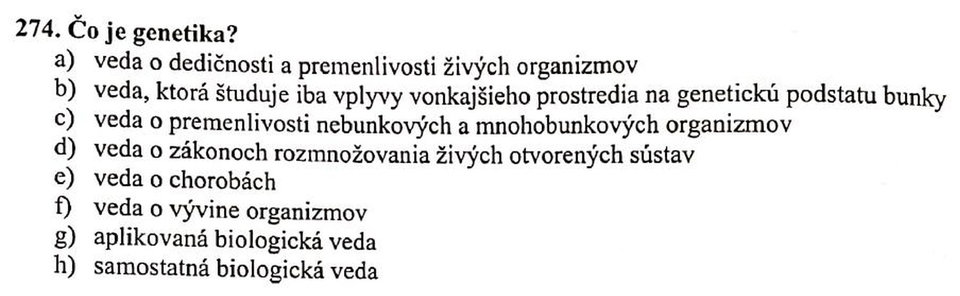 274. Čo je genetika?
a) veda o dedičnosti a premenlivosti živých organizmov
b) veda, ktorá študuje iba vplyvy vonkajšieho prostredia na genetickú podstatu bunky
c) veda o premenlivosti nebunkových a mnohobunkových organizmov
d) veda o zákonoch rozmnožovania živých otvorených sústav
e) veda o chorobách
f) veda o vývine organizmov
g) aplikovaná biologická veda
h) samostatná biologická veda